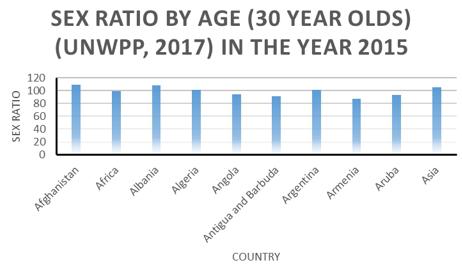 SEX RATIO BY AGE (30 YEAR OLDS)
(UNWPP, 2017) IN THE YEAR 2015
SEX RATIO
120
100
80
60
40
20
0
Afghanistan
Africa
Albania
Algeria
Angola
Antigua and Barbuda
Argentina
Armenia
Aruba
Asia
COUNTRY